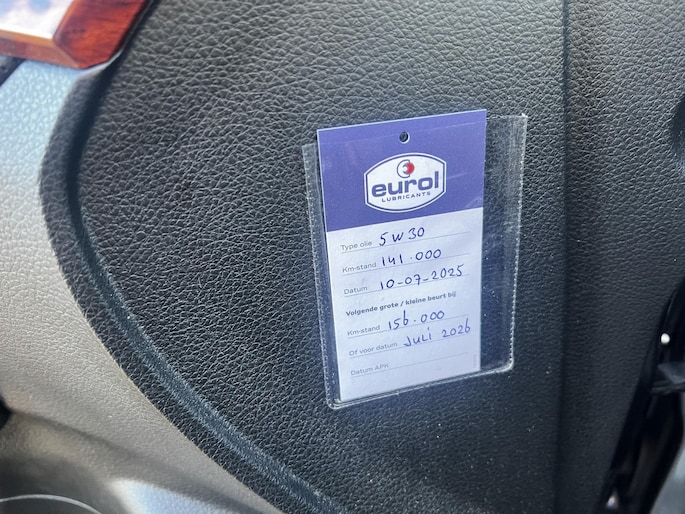 eurol
LUBRICANTS
Type olie 5W30
Km-stand 141.000
Datum: 10-07-2025
Volgende grote / kleine beurt bij
Km-stand 156.000
Of voor datum JULI 2026
Datum APK